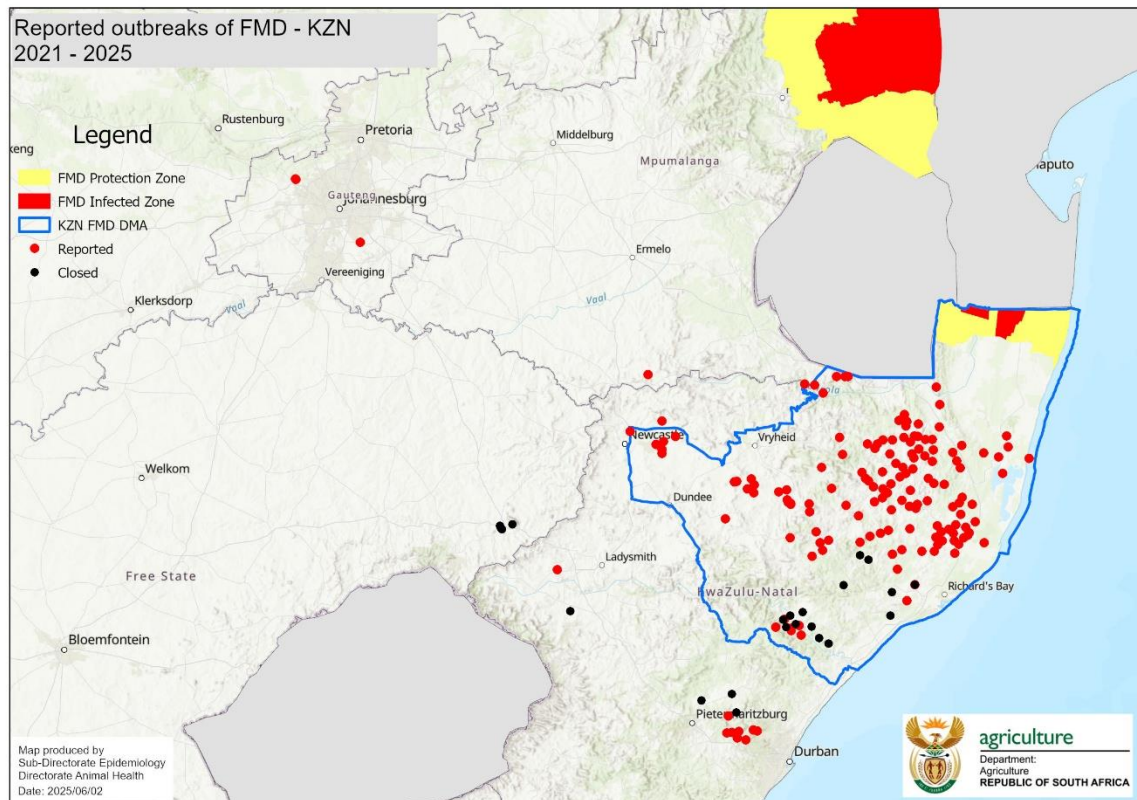 Reported outbreaks of FMD - KZN
2021 - 2025
Legend
FMD Protection Zone
FMD Infected Zone
KZN FMD DMA
Reported
Closed
Rustenburg
Pretoria
Middelburg
Mpumalanga
keng
aputo
Gauteng
Johannesburg
Ermelo
Vereeniging
Klerksdorp
Vaal
Vaal
Newcastle
Vryheid
Welkom
Dundee
Ladysmith
Free State
KwaZulu-Natal
Richard's Bay
Bloemfontein
Pietermaritzburg
Durban
Map produced by
Sub-Directorate Epidemiology
Directorate Animal Health
Date: 2025/06/02
agriculture
Department:
Agriculture
REPUBLIC OF SOUTH AFRICA